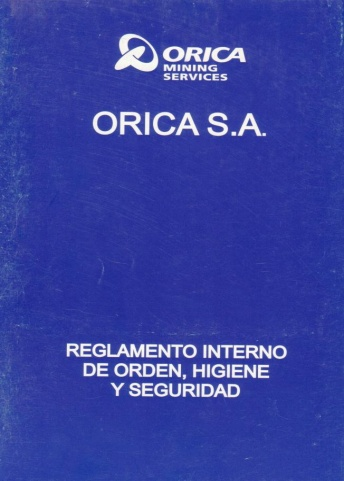 ORICA
MINING
SERVICES
ORICA S.A.
REGLAMENTO INTERNO
DE ORDEN, HIGIENE
Y SEGURIDAD